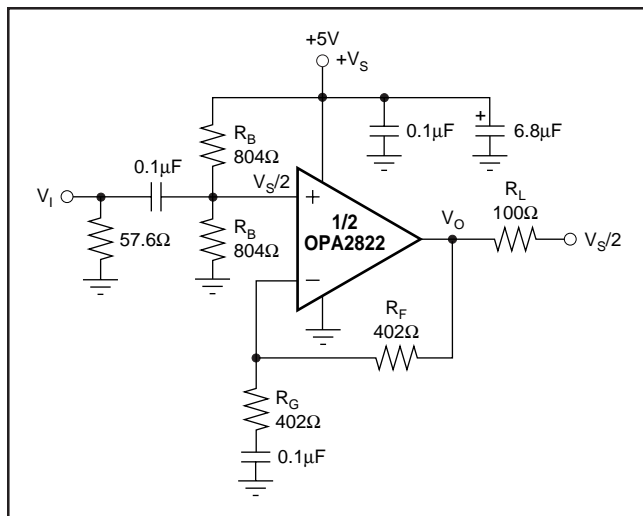 +5V
+V_S
R_B
804Ω
0.1μF
+
6.8μF
0.1μF
V_I
V_S/2
+
1/2
OPA2822
−
57.6Ω
R_B
804Ω
V_O
R_L
100Ω
V_S/2
R_F
402Ω
R_G
402Ω
0.1μF